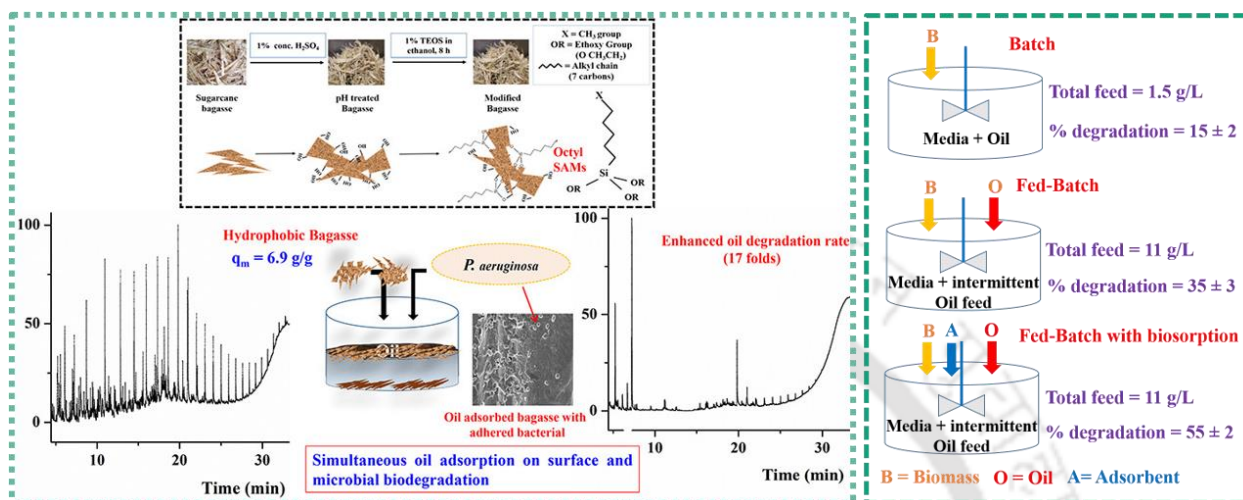 1% conc. H₂SO₄
1% TEOS in
ethanol, 8 h
X = CH₃ group
OR = Ethoxy Group
(O CH₃CH₂)
= Alkyl chain
(7 carbons)
Sugarcane
bagasse
pH treated
Bagasse
Modified
Bagasse
X
Octyl
SAMs
Si
OR
OR
OR
100
50
0
10
20
30
Time (min)
Hydrophobic Bagasse
qₘ = 6.9 g/g
P. aeruginosa
Oil
Oil adsorbed bagasse with
adhered bacterial
Simultaneous oil adsorption on surface and
microbial biodegradation
Enhanced oil degradation rate
(17 folds)
100
50
0
10
20
30
Time (min)
B
Batch
Media + Oil
Total feed = 1.5 g/L
% degradation = 15 ± 2
B
O
Fed-Batch
Media + intermittent
Oil feed
Total feed = 11 g/L
% degradation = 35 ± 3
B
A
O
Fed-Batch with biosorption
Media + intermittent
Oil feed
Total feed = 11 g/L
% degradation = 55 ± 2
B = Biomass O = Oil A= Adsorbent